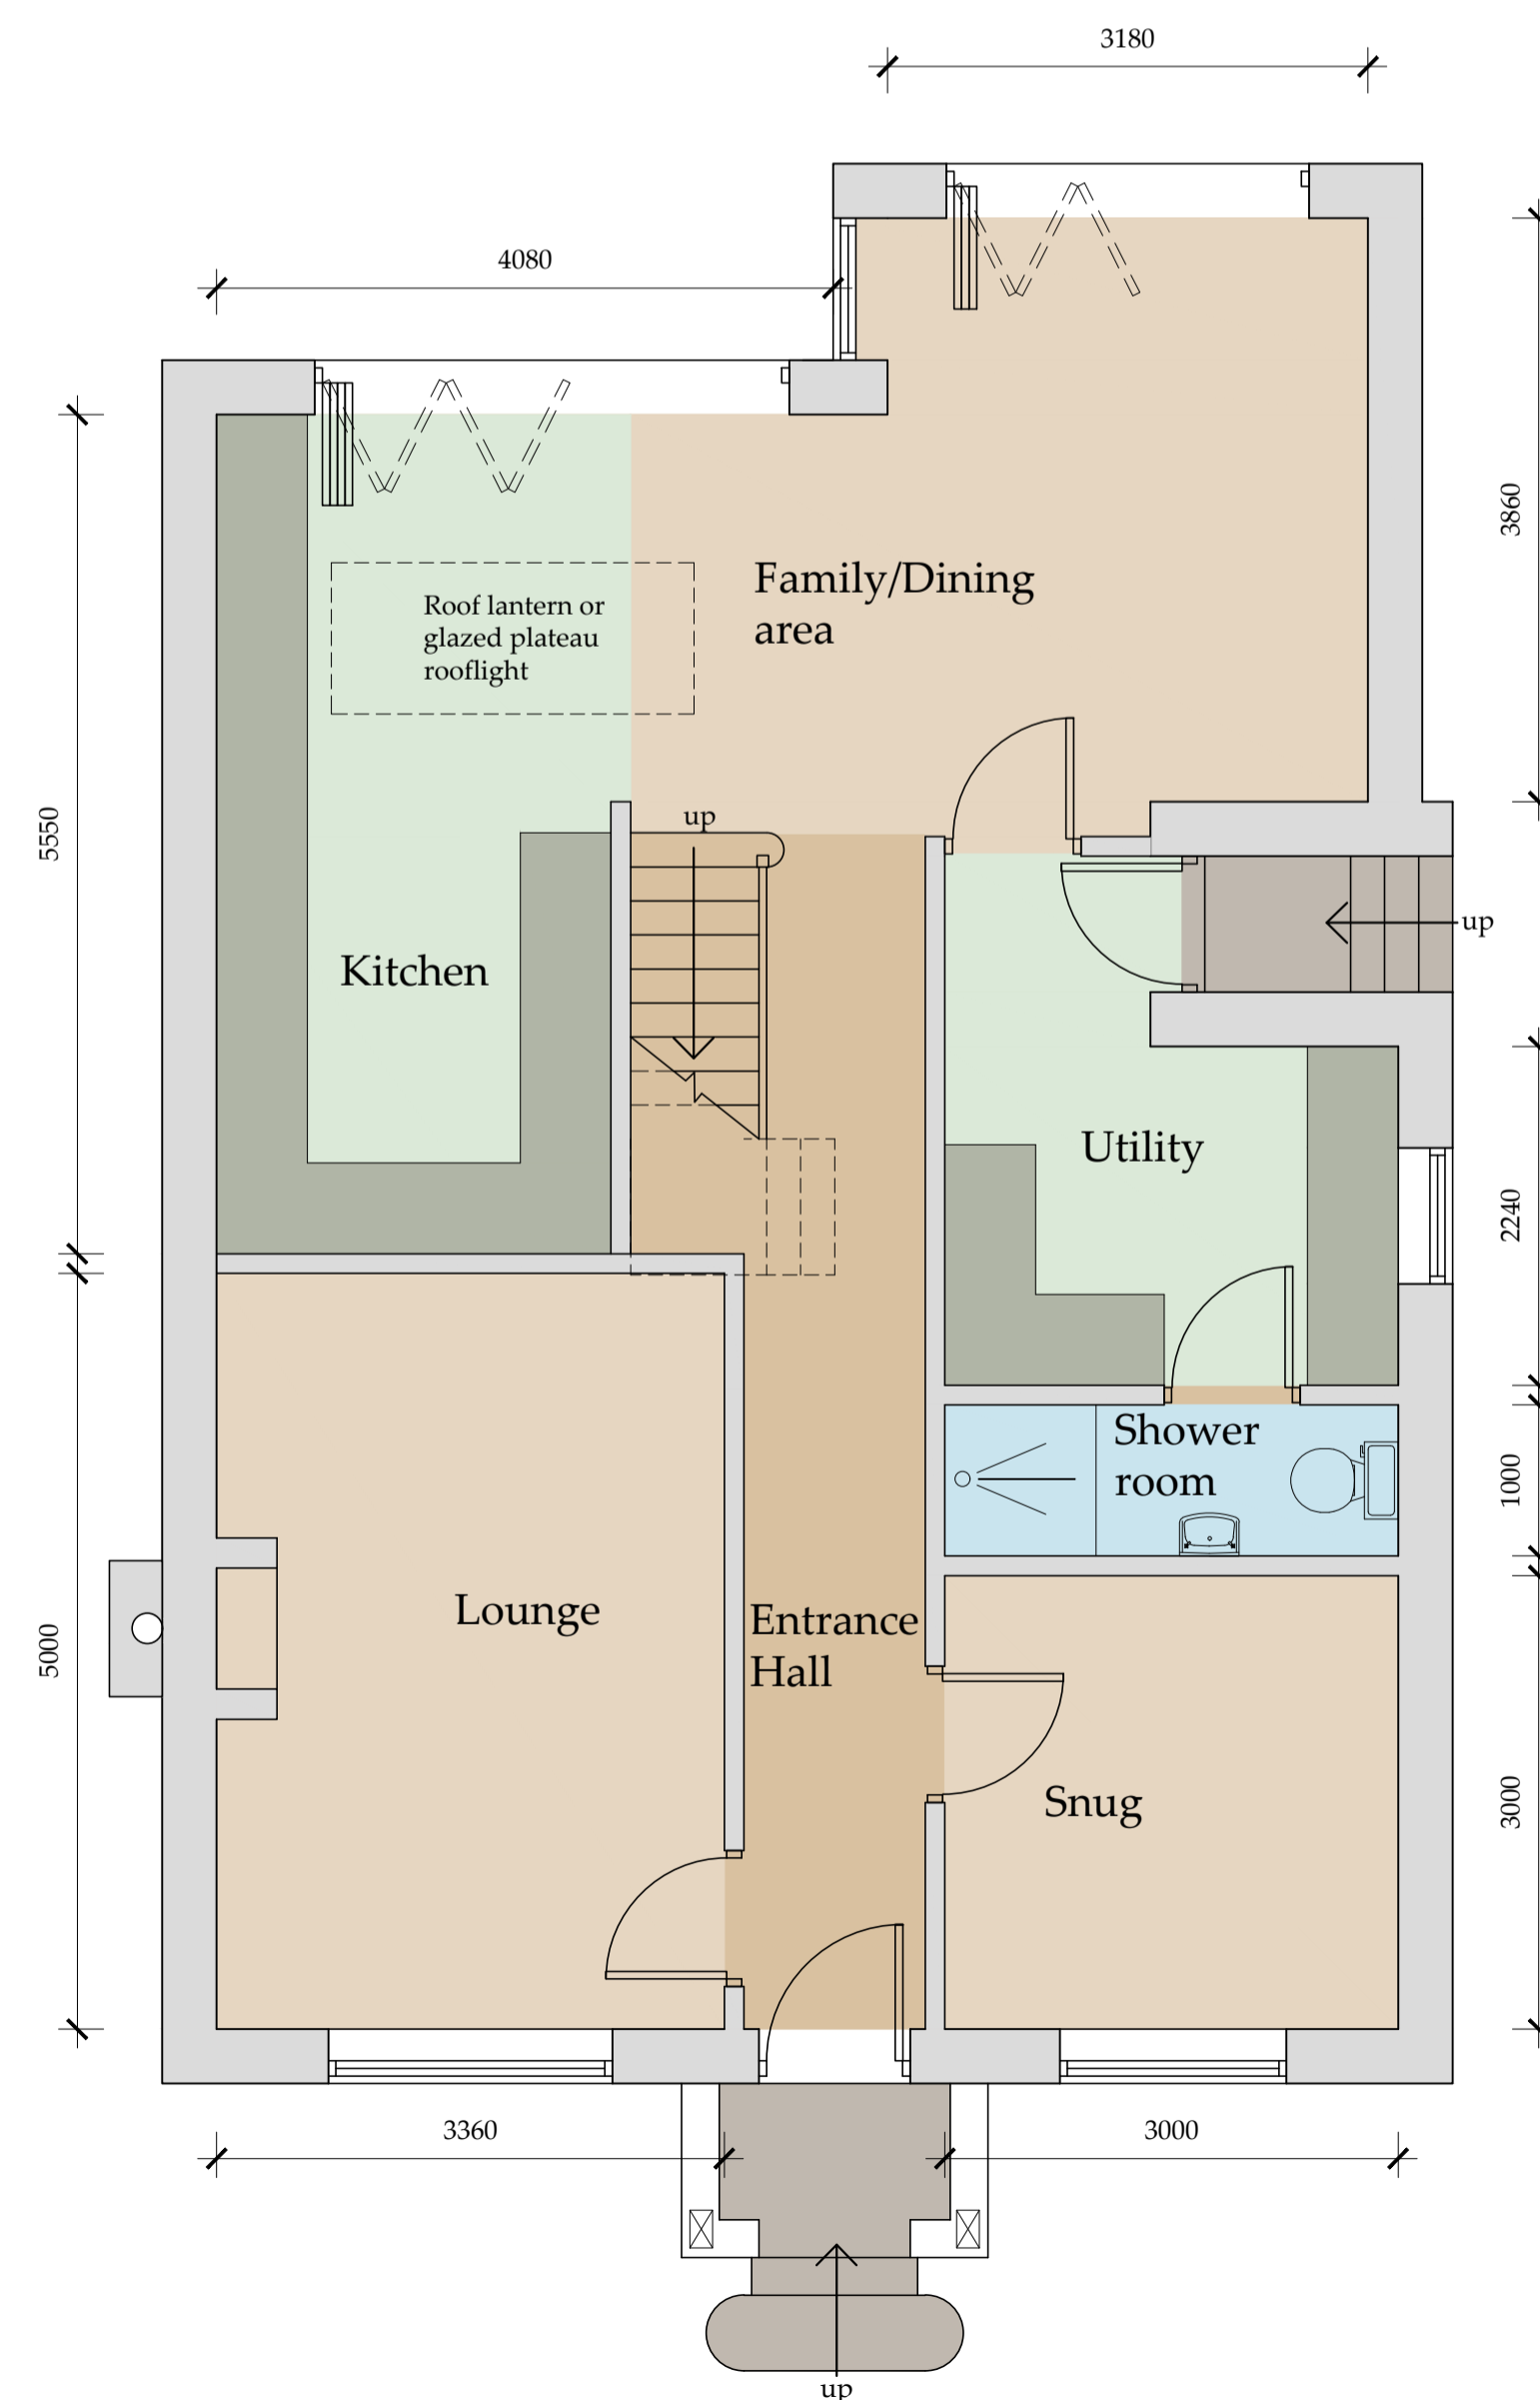 3180
4080
3860
Family/Dining
area
Roof lantern or
glazed plateau
rooflight
up
5550
up
Kitchen
Utility
2240
Shower
room
1000
Lounge
Entrance
Hall
5000
Snug
3000
3360
3000
up